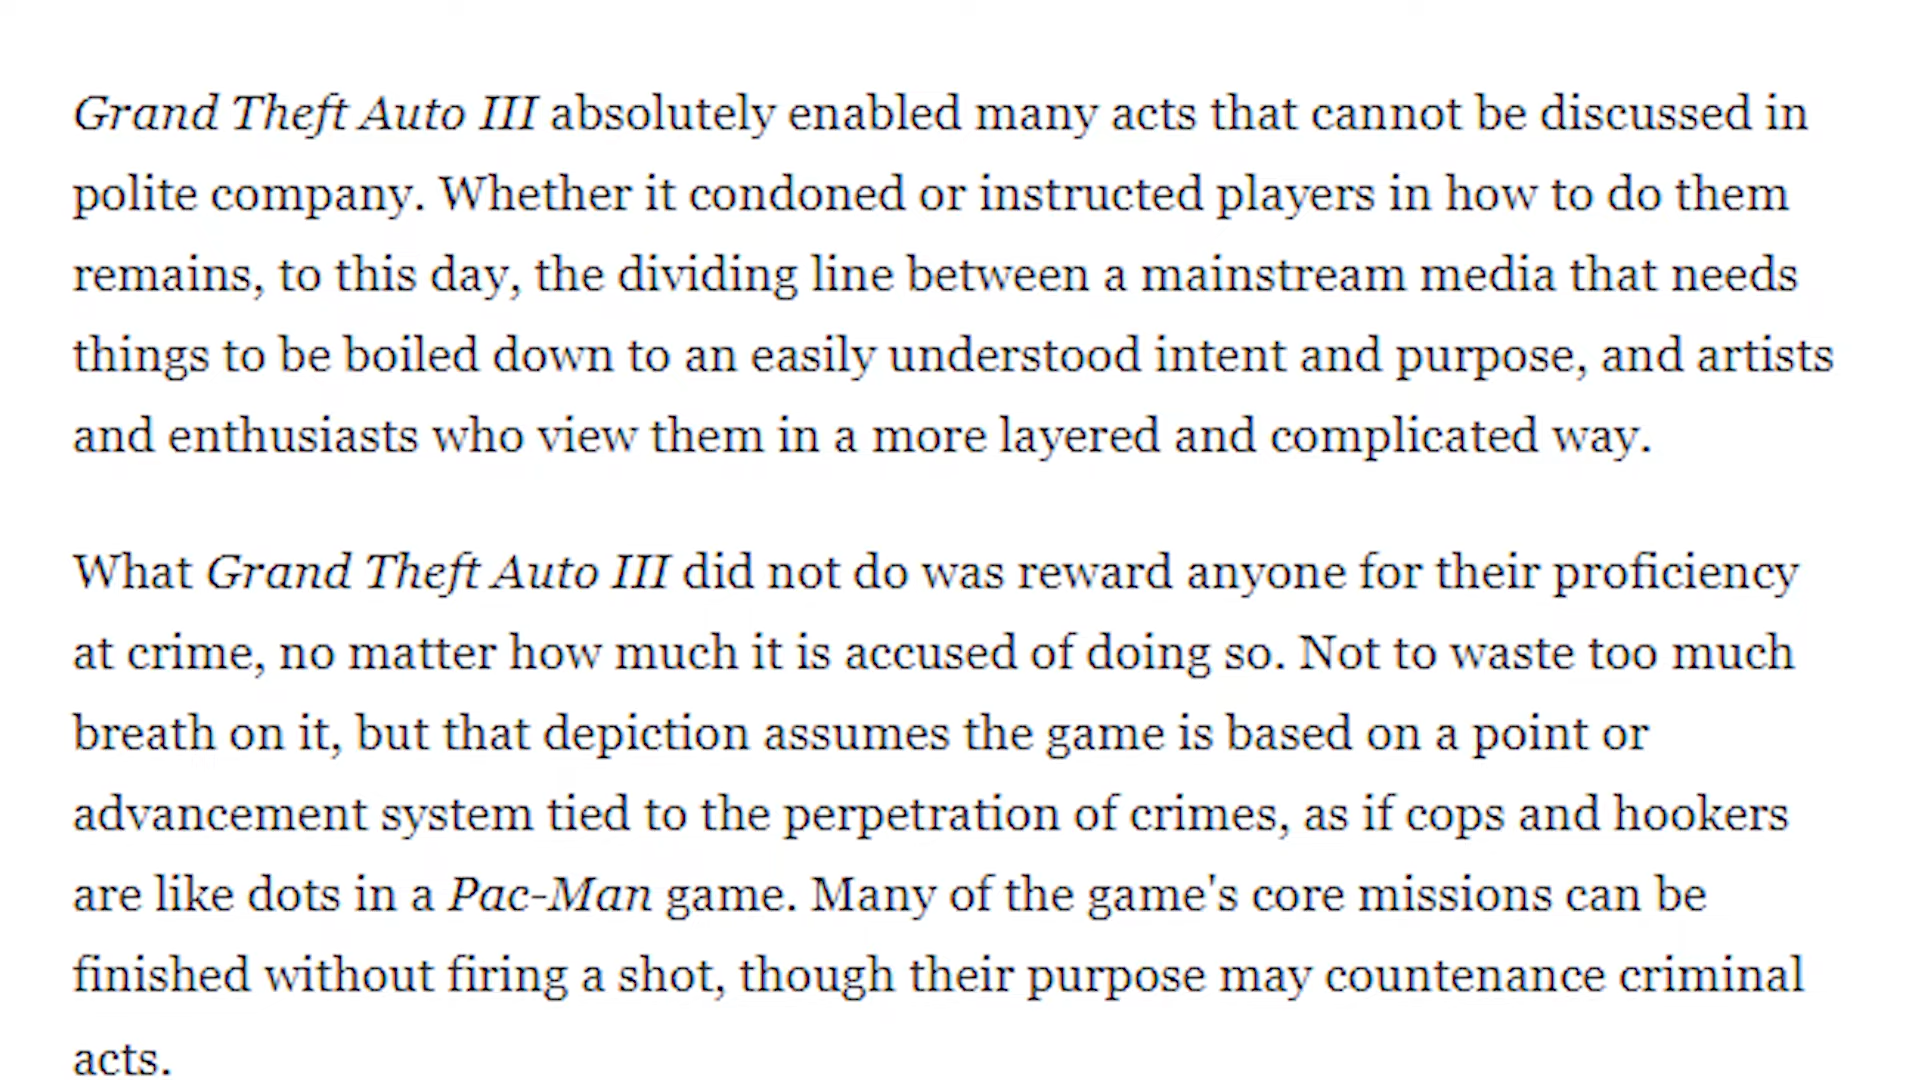 Grand Theft Auto III absolutely enabled many acts that cannot be discussed in
polite company. Whether it condoned or instructed players in how to do them
remains, to this day, the dividing line between a mainstream media that needs
things to be boiled down to an easily understood intent and purpose, and artists
and enthusiasts who view them in a more layered and complicated way.
What Grand Theft Auto III did not do was reward anyone for their proficiency
at crime, no matter how much it is accused of doing so. Not to waste too much
breath on it, but that depiction assumes the game is based on a point or
advancement system tied to the perpetration of crimes, as if cops and hookers
are like dots in a Pac-Man game. Many of the game's core missions can be
finished without firing a shot, though their purpose may countenance criminal
acts.